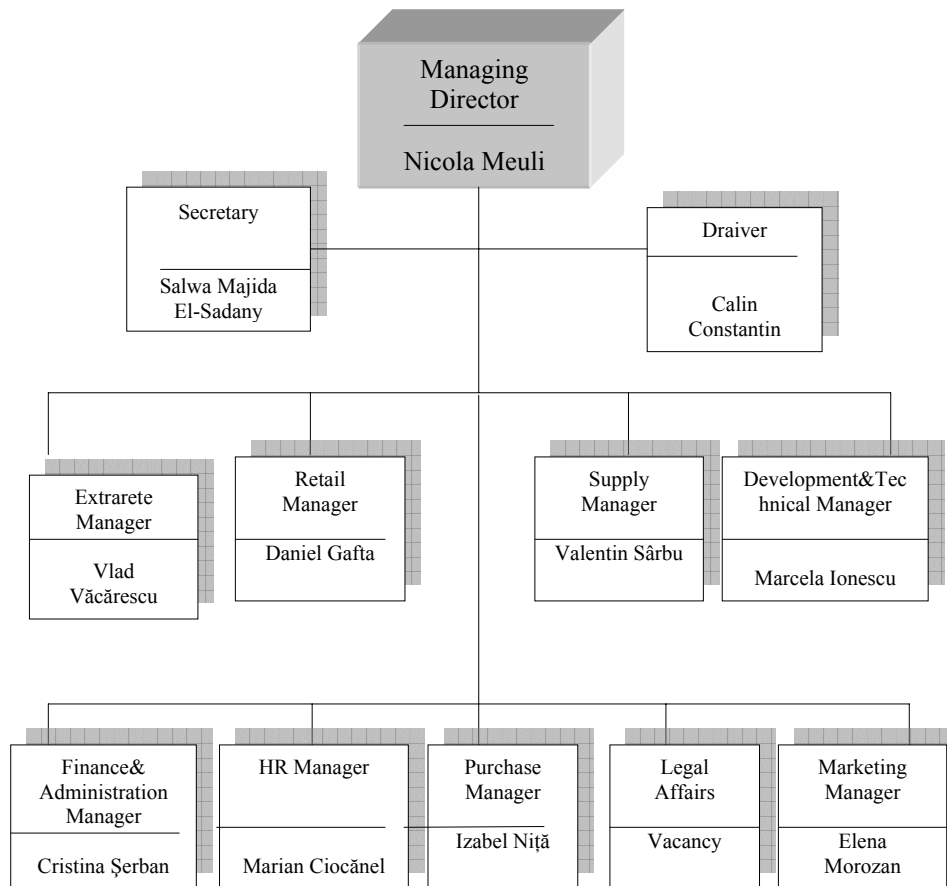 Managing
Director
Nicola Meuli
Secretary
Salwa Majida
El-Sadany
Draiver
Calin
Constantin
Extrarete
Manager
Vlad
Văcărescu
Retail
Manager
Daniel Gafta
Supply
Manager
Valentin Sârbu
Development&Tec
hnical Manager
Marcela Ionescu
Finance&
Administration
Manager
Cristina Şerban
HR Manager
Marian Ciocănel
Purchase
Manager
Izabel Niţă
Legal
Affairs
Vacancy
Marketing
Manager
Elena
Morozan